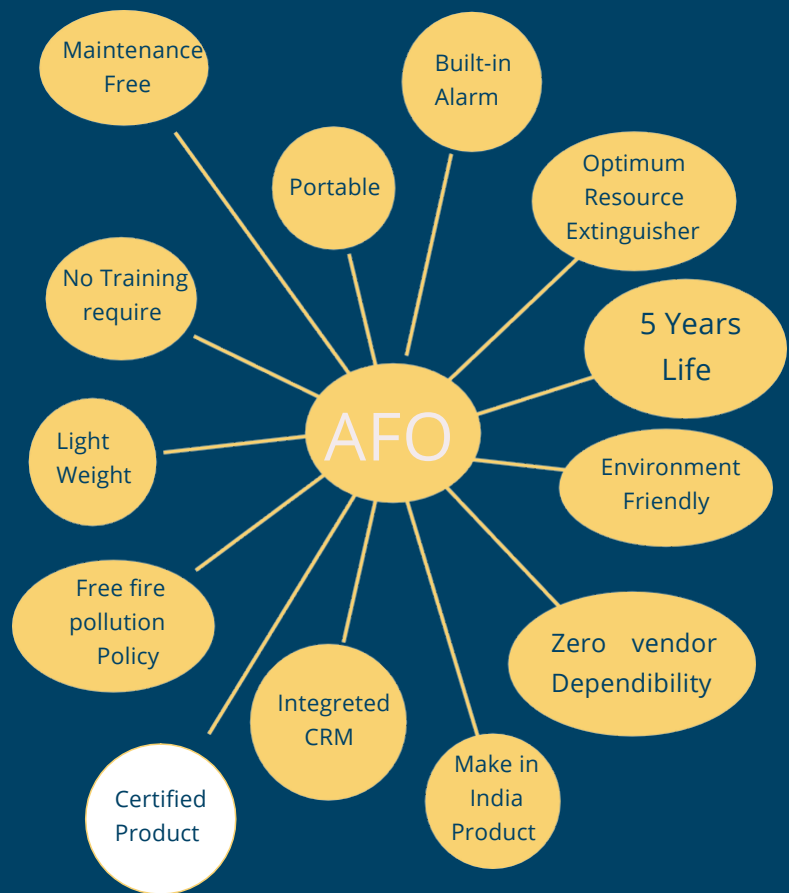 Maintenance
Free
Built-in
Alarm
Portable
Optimum
Resource
Extinguisher
No Training
require
5 Years
Life
AFO
Light
Weight
Environment
Friendly
Free fire
pollution
Policy
Zero vendor
Dependibility
Integreted
CRM
Make in
India
Product
Certified
Product